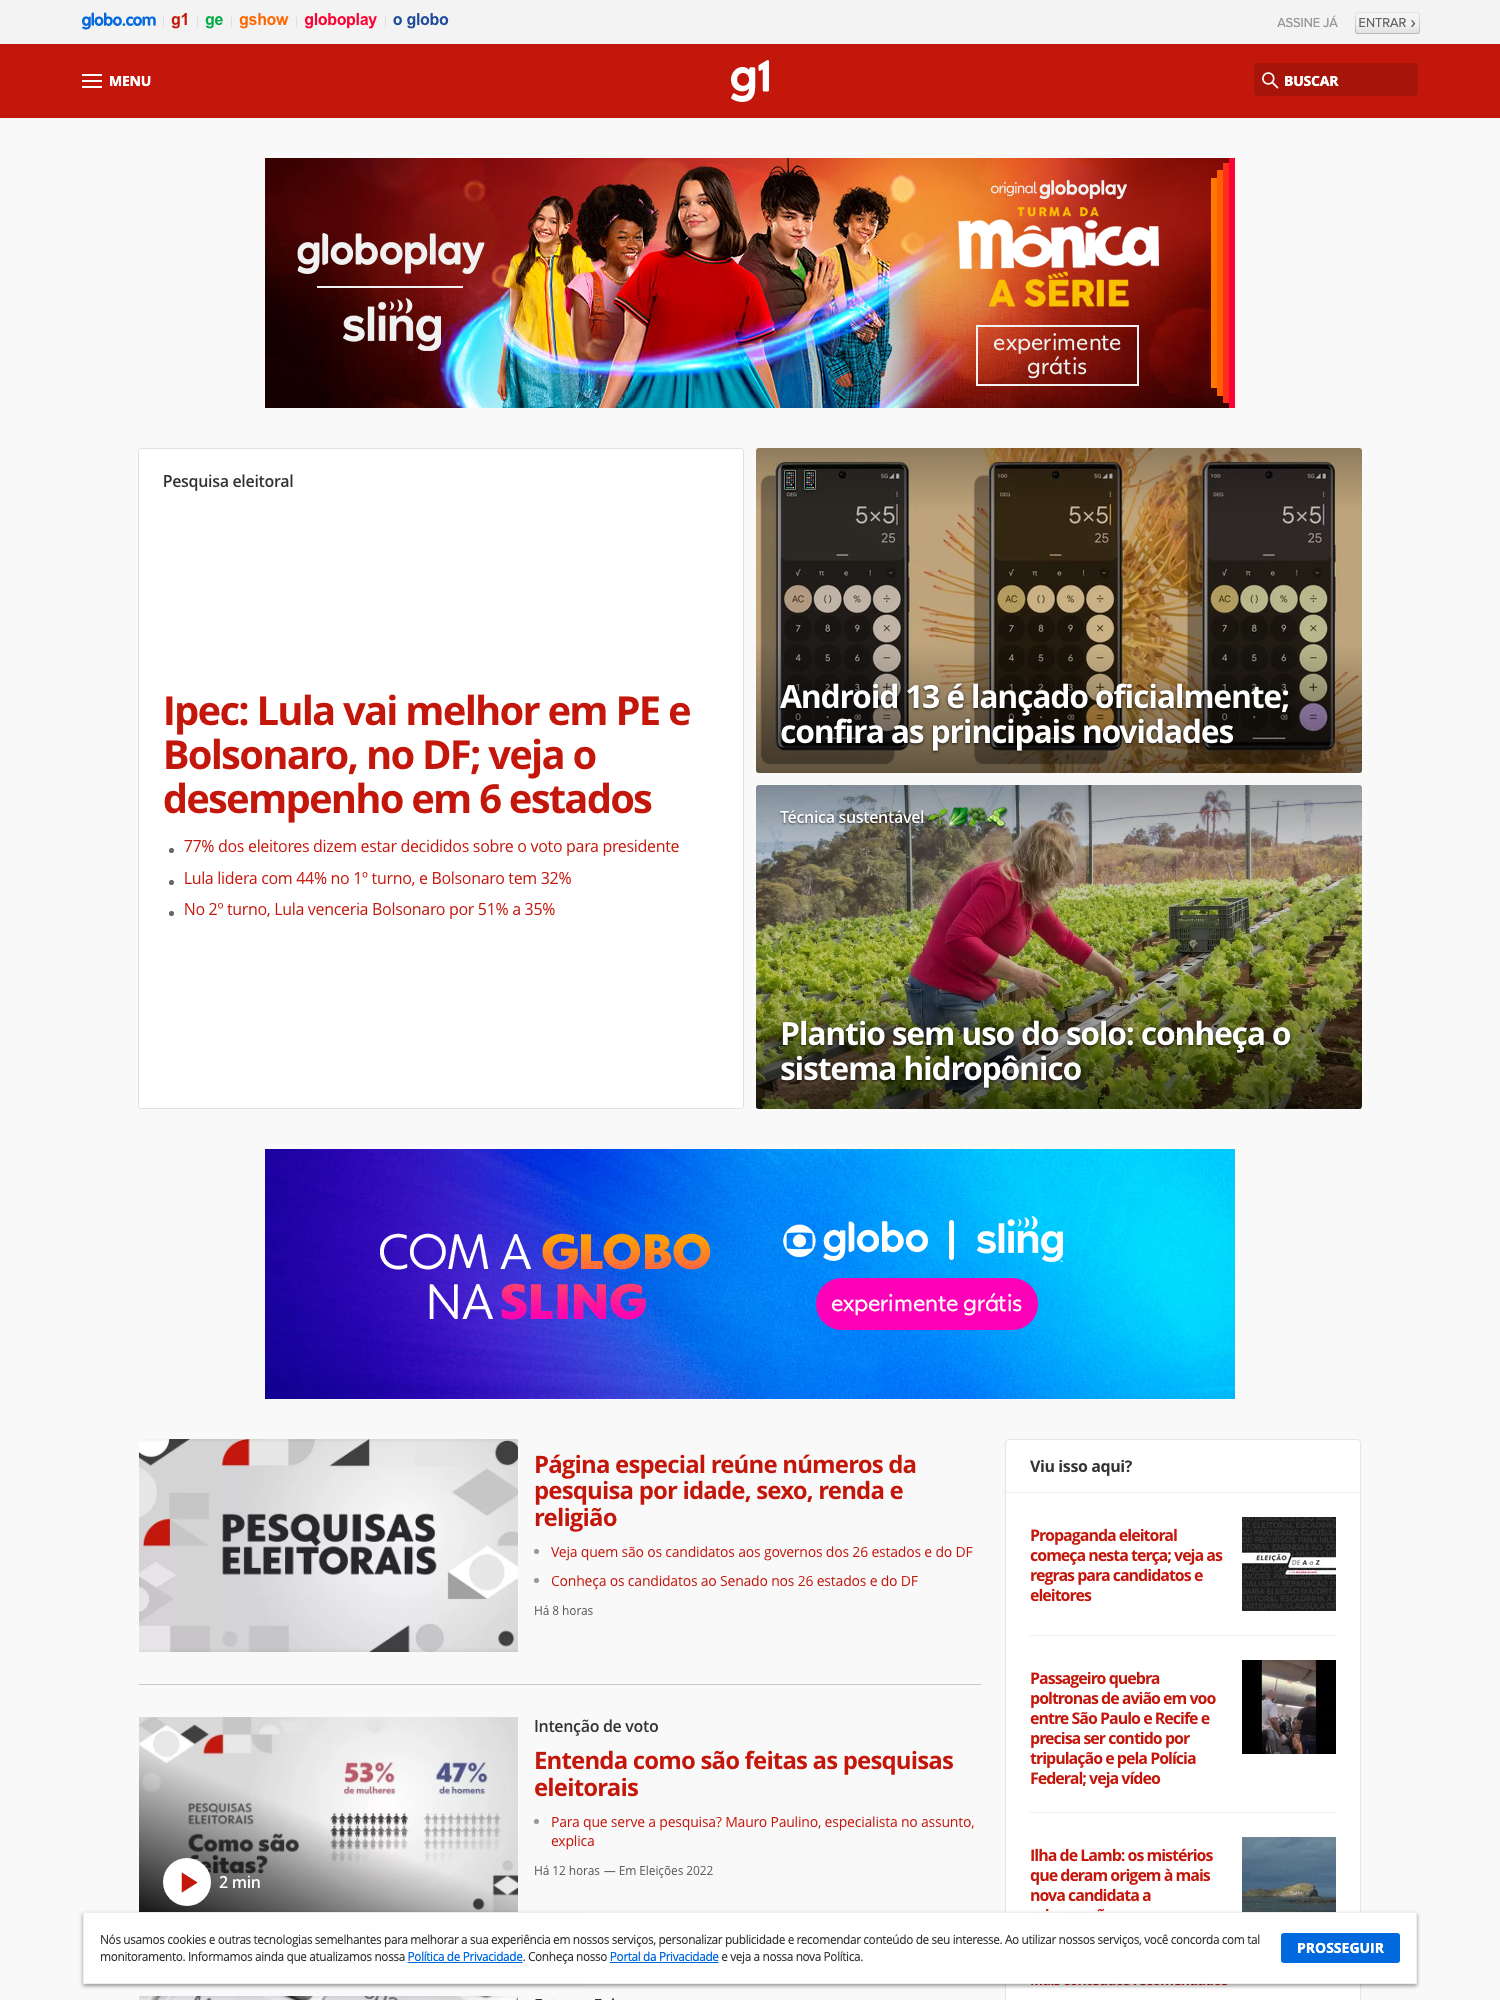 globo.com g1 ge gshow globoplay o globo
ASSINE JÁ ENTRAR ›
MENU
g1
BUSCAR
globoplay
sling
original globoplay
TURMA DA
mônica
A SÉRIE
experimente
grátis
Pesquisa eleitoral
Ipec: Lula vai melhor em PE e
Bolsonaro, no DF; veja o
desempenho em 6 estados
77% dos eleitores dizem estar decididos sobre o voto para presidente
Lula lidera com 44% no 1º turno, e Bolsonaro tem 32%
No 2º turno, Lula venceria Bolsonaro por 51% a 35%
5×5 5×5 5×5
25 25 25
Android 13 é lançado oficialmente;
confira as principais novidades
Técnica sustentável
Plantio sem uso do solo: conheça o
sistema hidropônico
COM A GLOBO
NA SLING
globo | sling
experimente grátis
PESQUISAS
ELEITORAIS
Página especial reúne números da
pesquisa por idade, sexo, renda e
religião
Veja quem são os candidatos aos governos dos 26 estados e do DF
Conheça os candidatos ao Senado nos 26 estados e do DF
Há 8 horas
53% 47%
de mulheres de homens
PESQUISAS
ELEITORAIS
Como são
feitas?
2 min
Intenção de voto
Entenda como são feitas as pesquisas
eleitorais
Para que serve a pesquisa? Mauro Paulino, especialista no assunto,
explica
Há 12 horas — Em Eleições 2022
Viu isso aqui?
Propaganda eleitoral
começa nesta terça; veja as
regras para candidatos e
eleitores
ELEIÇÃO
DE A a Z
Passageiro quebra
poltronas de avião em voo
entre São Paulo e Recife e
precisa ser contido por
tripulação e pela Polícia
Federal; veja vídeo
Ilha de Lamb: os mistérios
que deram origem à mais
nova candidata a
Nós usamos cookies e outras tecnologias semelhantes para melhorar a sua experiência em nossos serviços, personalizar publicidade e recomendar conteúdo de seu interesse. Ao utilizar nossos serviços, você concorda com tal
monitoramento. Informamos ainda que atualizamos nossa Política de Privacidade. Conheça nosso Portal da Privacidade e veja a nossa nova Política.
PROSSEGUIR